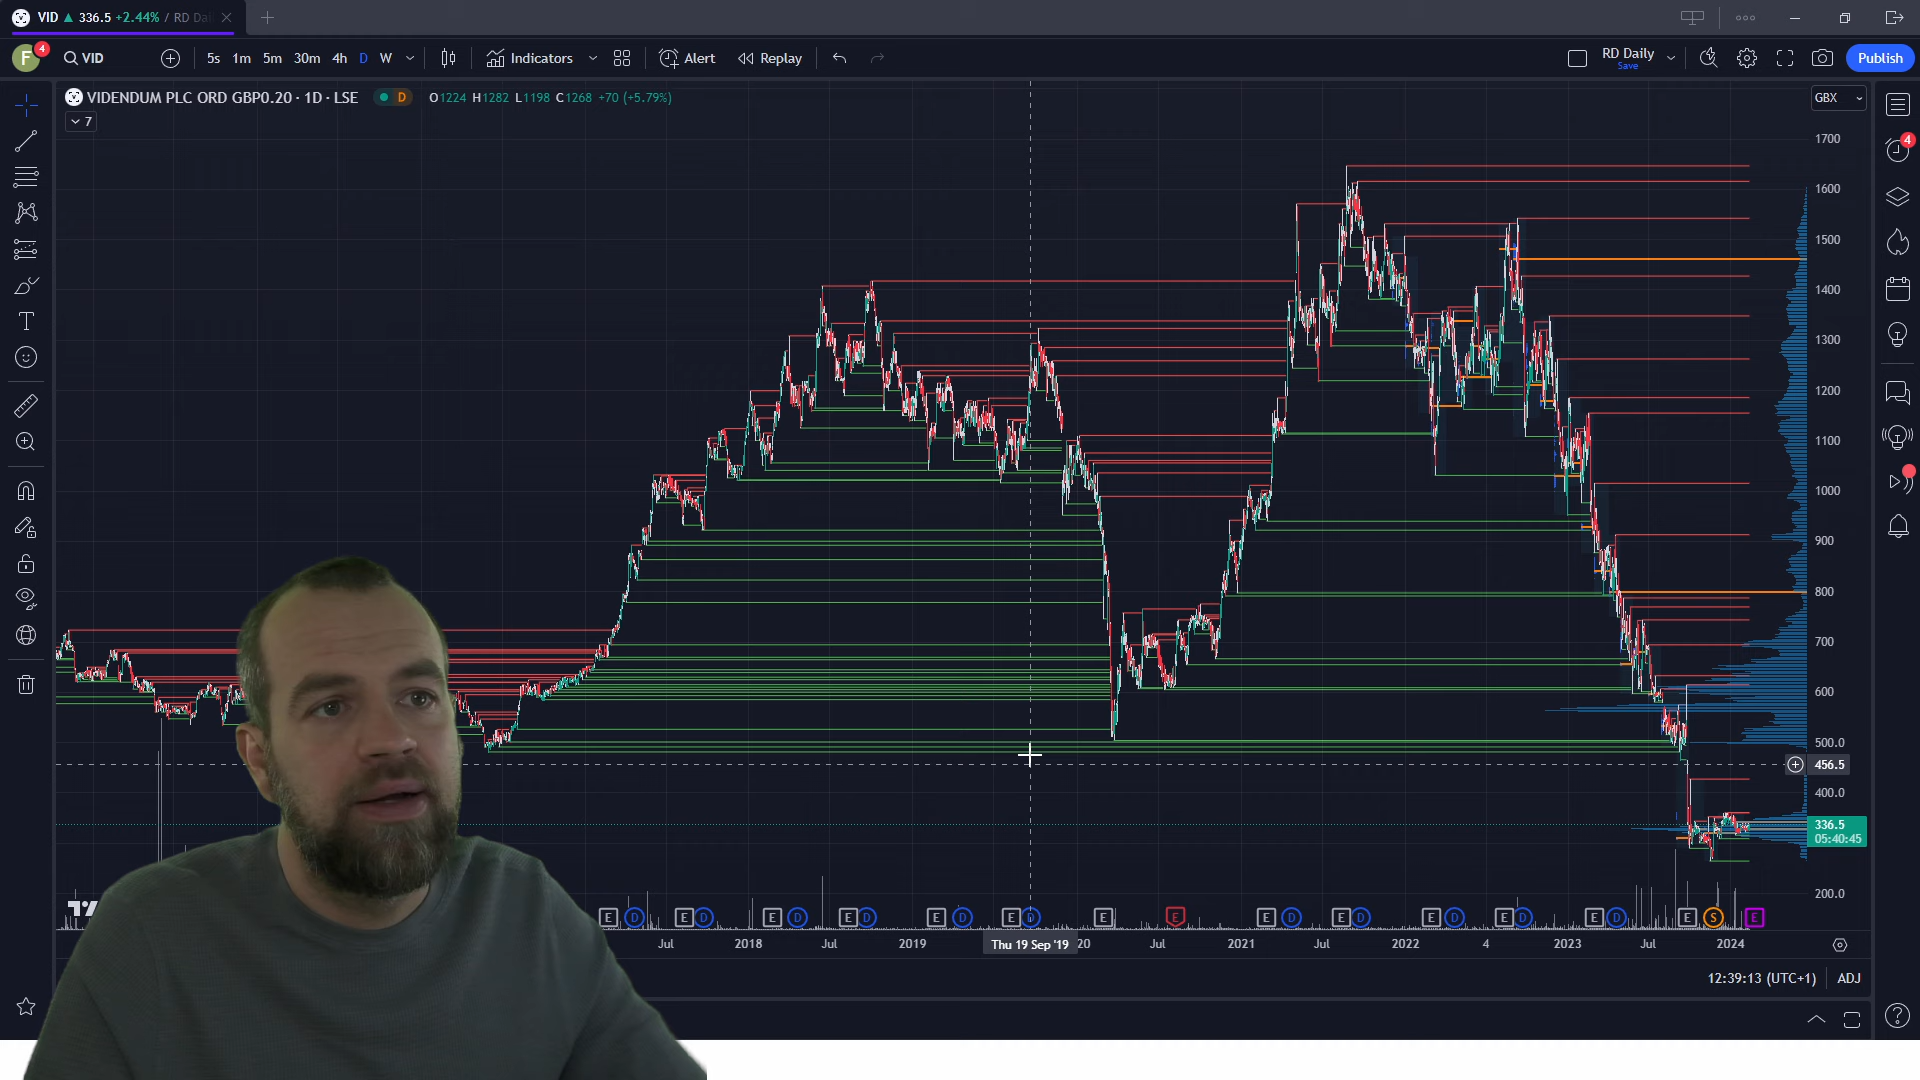 VID ▲ 336.5 +2.44% / RD Dai
F 4 VID 5s 1m 5m 30m 4h D W Indicators Alert Replay RD Daily Save Publish
VIDENDUM PLC ORD GBP0.20 · 1D · LSE D O1224 H1282 L1198 C1268 +70 (+5.79%)
GBX
7
1700
4
1600
1500
1400
1300
1200
1100
1000
900
800
700
600
500.0
456.5
400.0
336.5
05:40:45
200.0
E D E D E D E D E D E D E E E D E D E D E D E D E S E
Jul 2018 Jul 2019 Thu 19 Sep '19 20 Jul 2021 Jul 2022 4 2023 Jul 2024
12:39:13 (UTC+1) ADJ